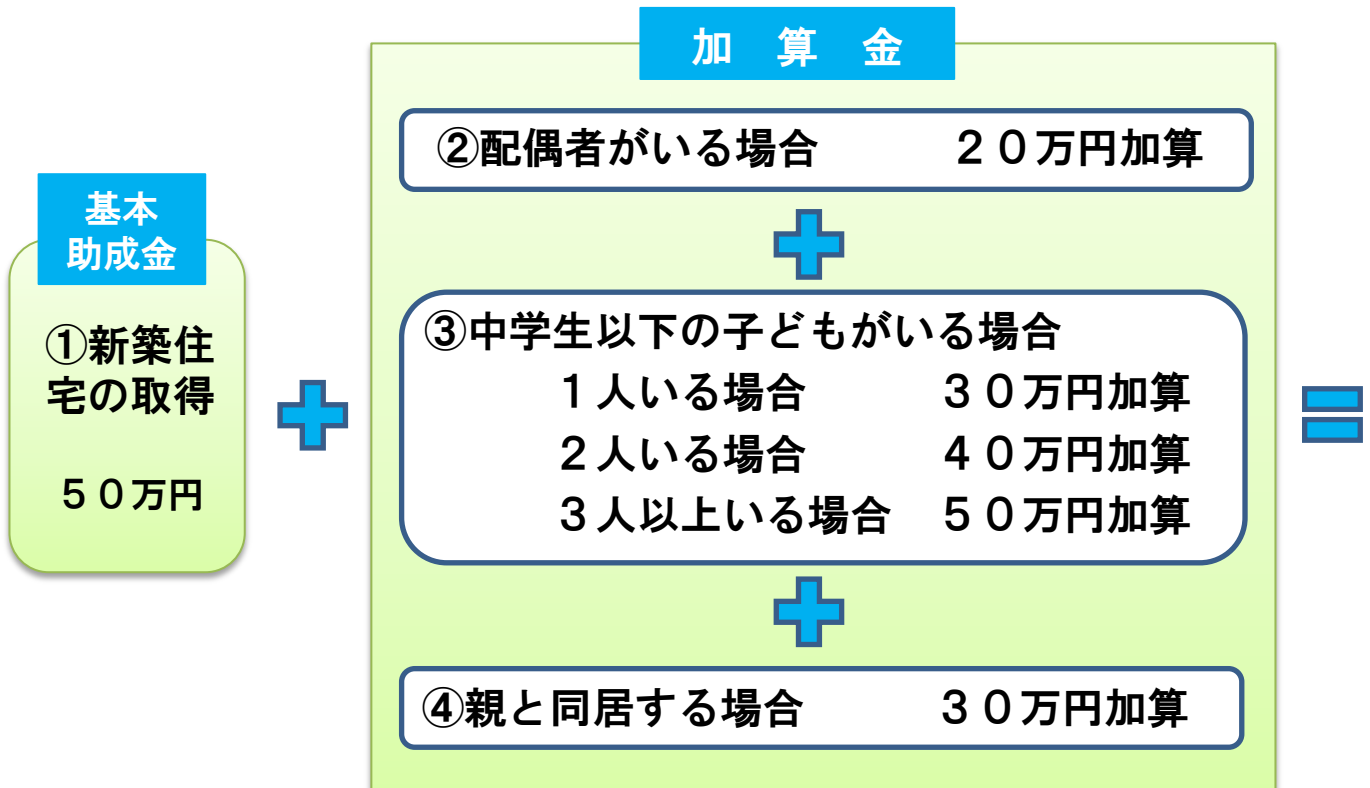 加 算 金
②配偶者がいる場合 ２０万円加算
基本
助成金
①新築住
宅の取得
５０万円
③中学生以下の子どもがいる場合
１人いる場合 ３０万円加算
２人いる場合 ４０万円加算
３人以上いる場合 ５０万円加算
④親と同居する場合 ３０万円加算